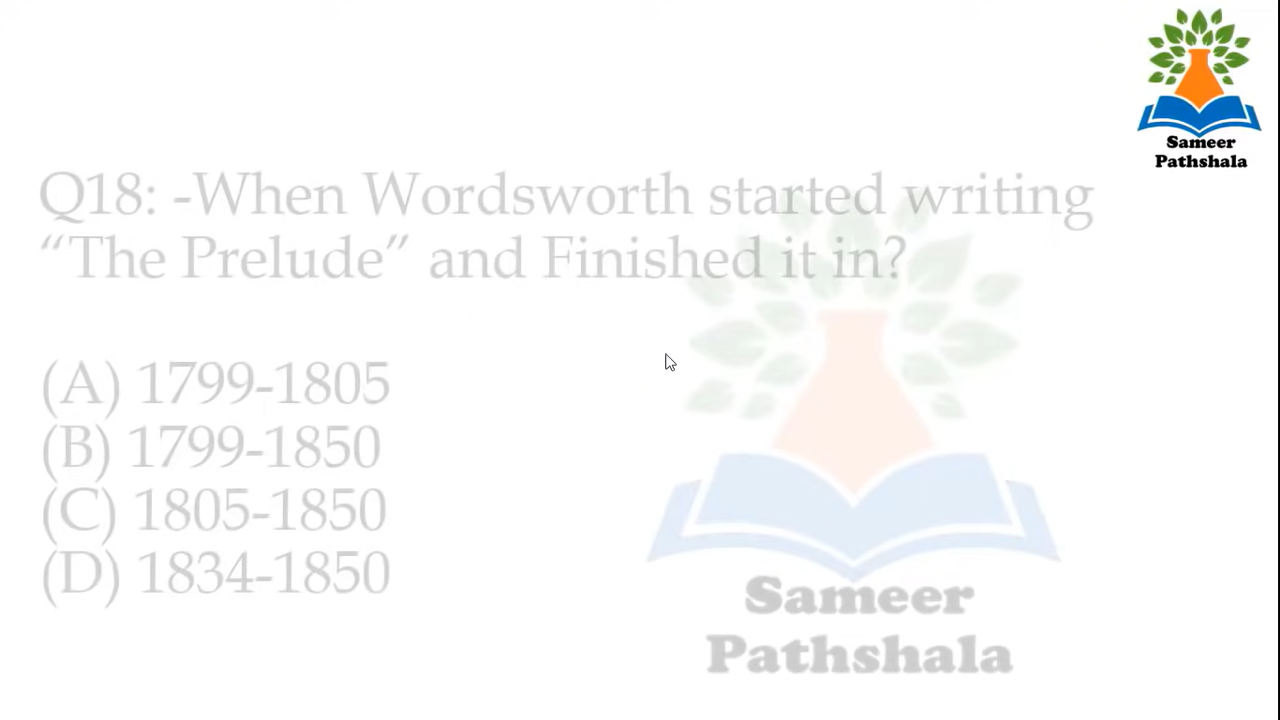 Sameer
Pathshala
Q18: -When Wordsworth started writing
“The Prelude” and Finished it in?
(A) 1799-1805
(B) 1799-1850
(C) 1805-1850
(D) 1834-1850
Sameer
Pathshala